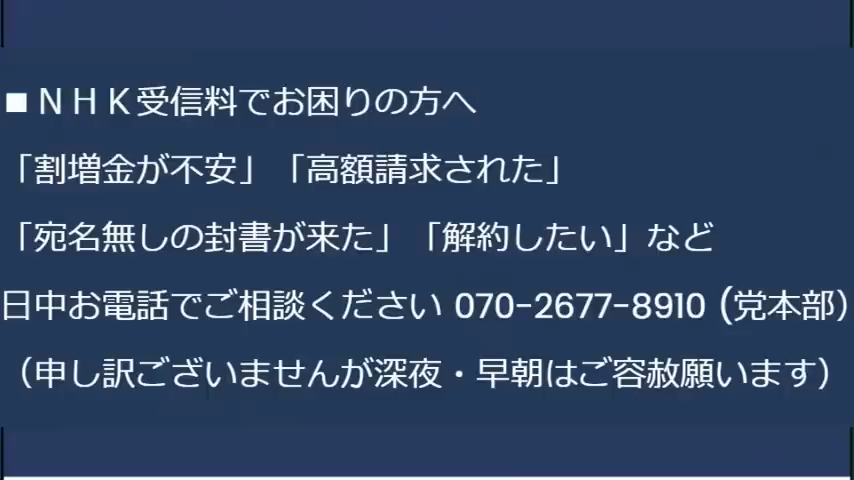 ■ＮＨＫ受信料でお困りの方へ
「割増金が不安」「高額請求された」
「宛名無しの封書が来た」「解約したい」など
日中お電話でご相談ください 070-2677-8910 (党本部)
（申し訳ございませんが深夜・早朝はご容赦願います）